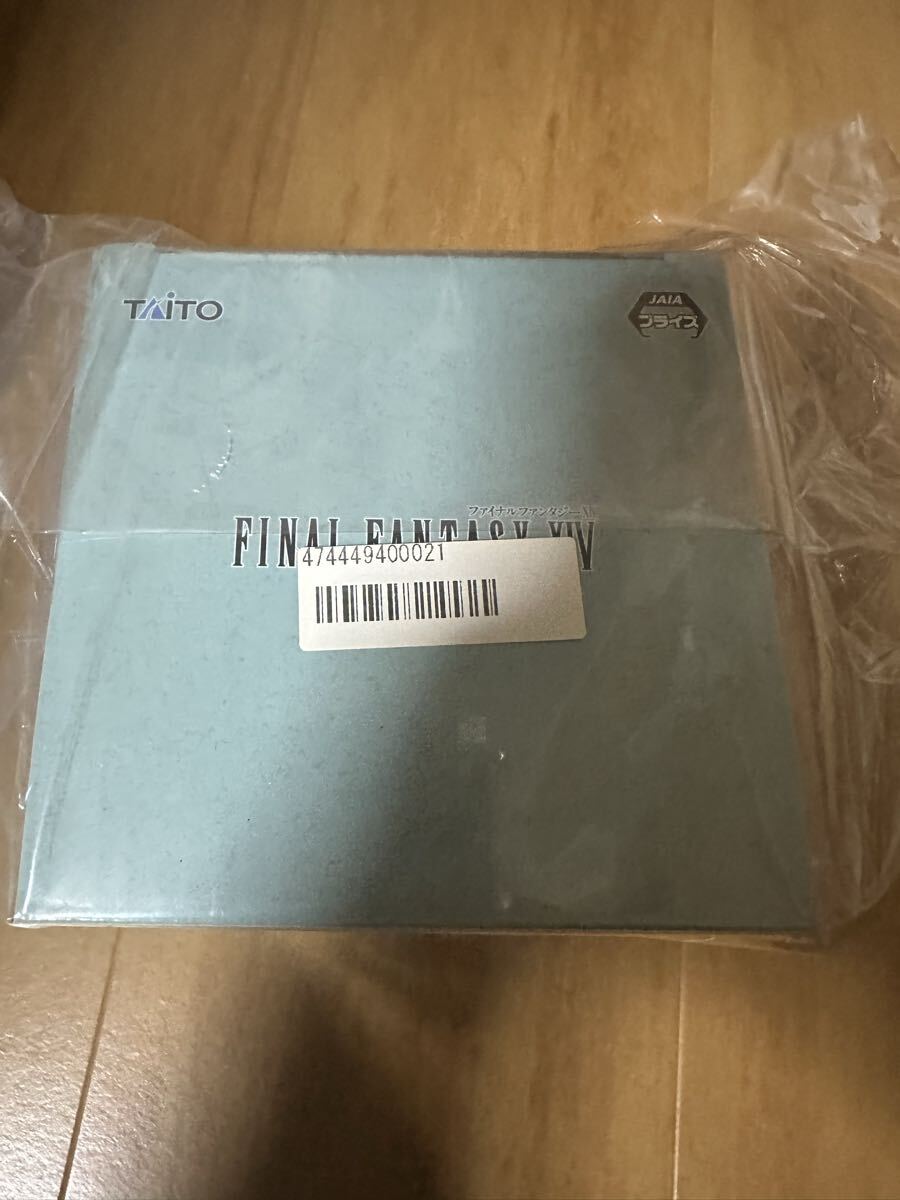 TAITO
JAIA
プライズ
ファイナルファンタジーXIV
FINAL FANTASY XIV
474449400021